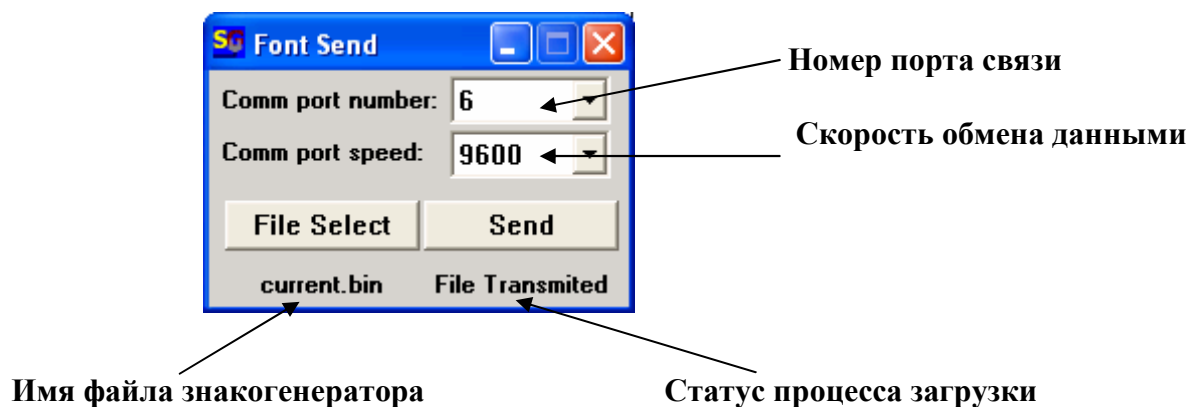 SG Font Send
Номер порта связи
Comm port number: 6
Скорость обмена данными
Comm port speed: 9600
File Select Send
current.bin File Transmited
Имя файла знакогенератора Статус процесса загрузки